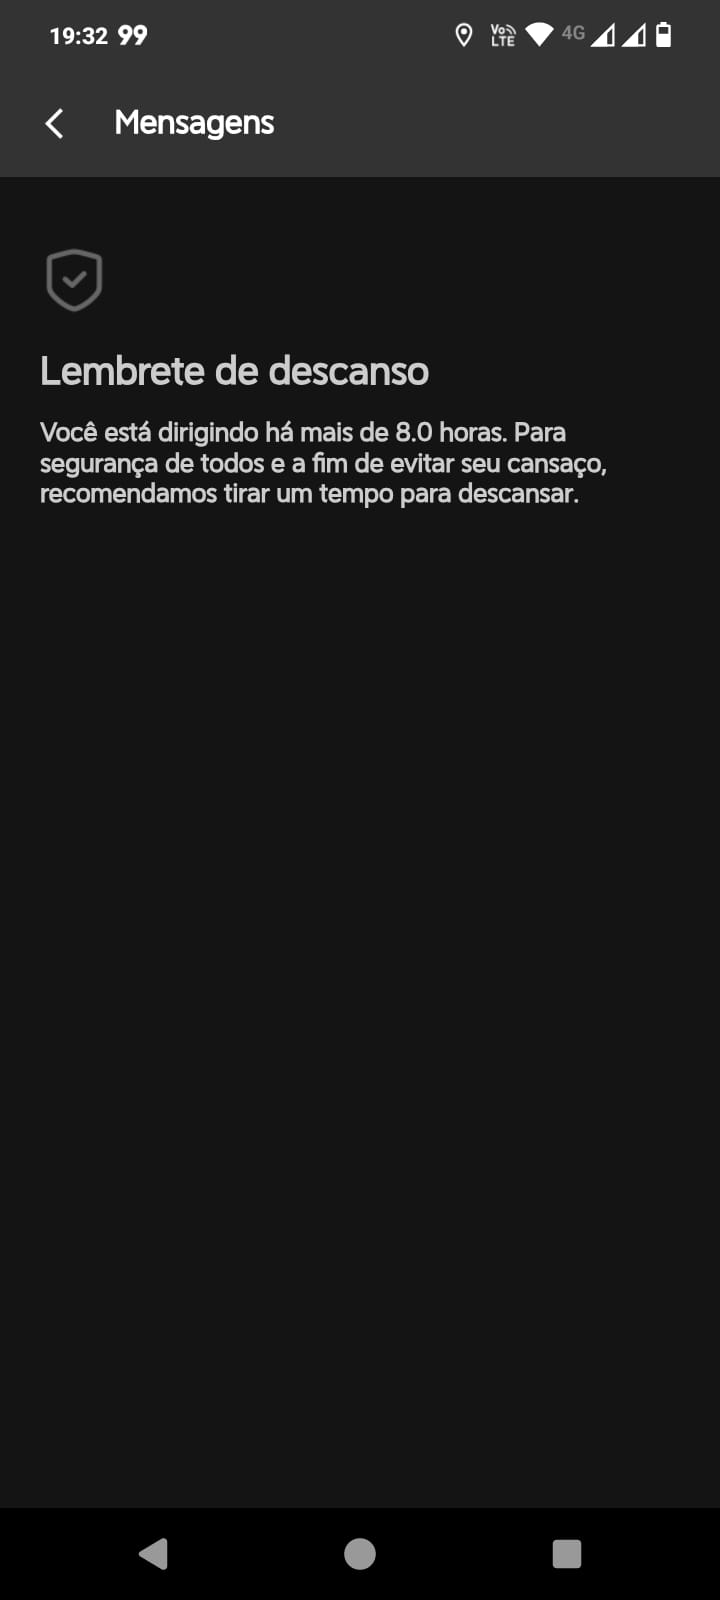 19:32 99
Vo LTE 4G
Mensagens
Lembrete de descanso
Você está dirigindo há mais de 8.0 horas. Para
segurança de todos e a fim de evitar seu cansaço,
recomendamos tirar um tempo para descansar.